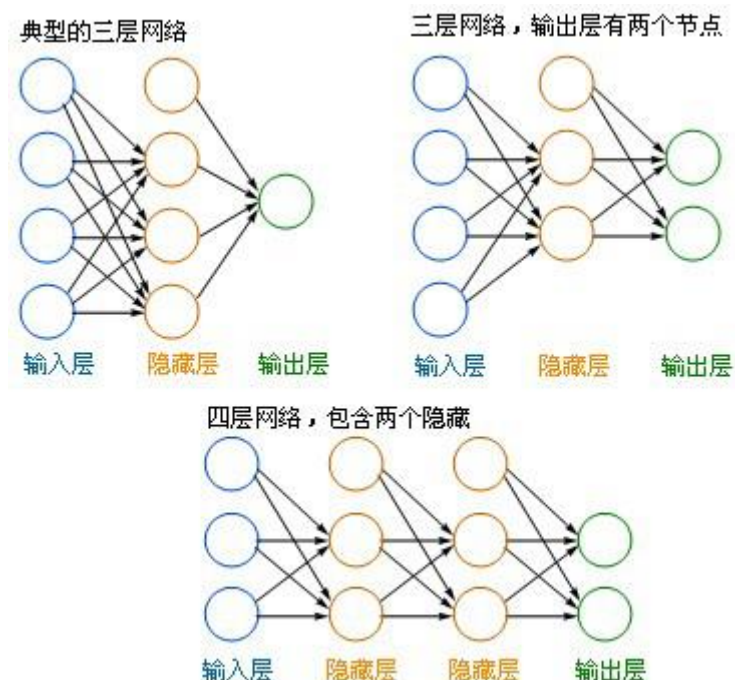 典型的三层网络
三层网络，输出层有两个节点
输入层 隐藏层 输出层
输入层 隐藏层 输出层
四层网络，包含两个隐藏
输入层 隐藏层 隐藏层 输出层